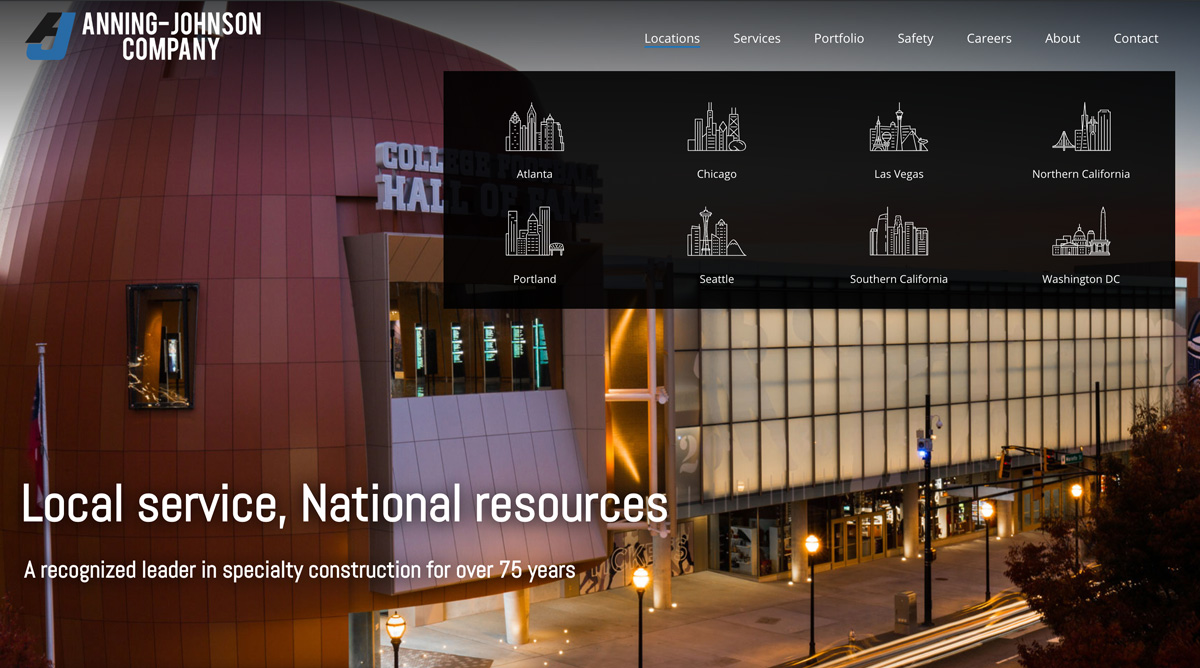 ANNING-JOHNSON
COMPANY
Locations Services Portfolio Safety Careers About Contact
COLLEGE FOOTBALL
HALL OF FAME
Atlanta Chicago Las Vegas Northern California
Portland Seattle Southern California Washington DC
2
Local service, National resources
A recognized leader in specialty construction for over 75 years